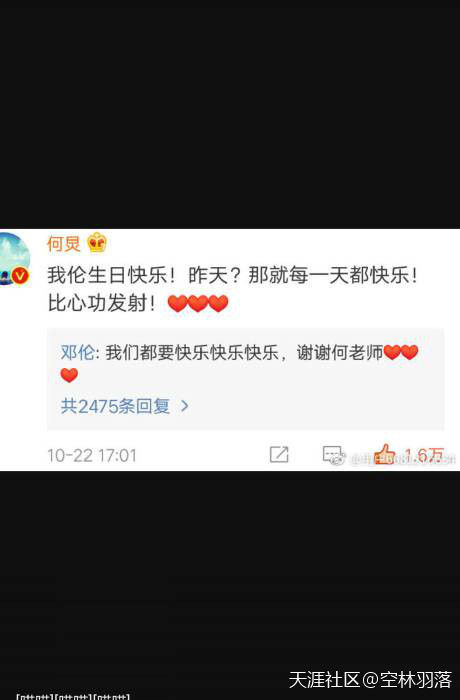 何炅
我伦生日快乐！昨天？那就每一天都快乐！
比心功发射！❤❤❤
邓伦: 我们都要快乐快乐快乐，谢谢何老师❤❤
❤
共2475条回复 >
10-22 17:01
1.6万
天涯社区@空林羽落